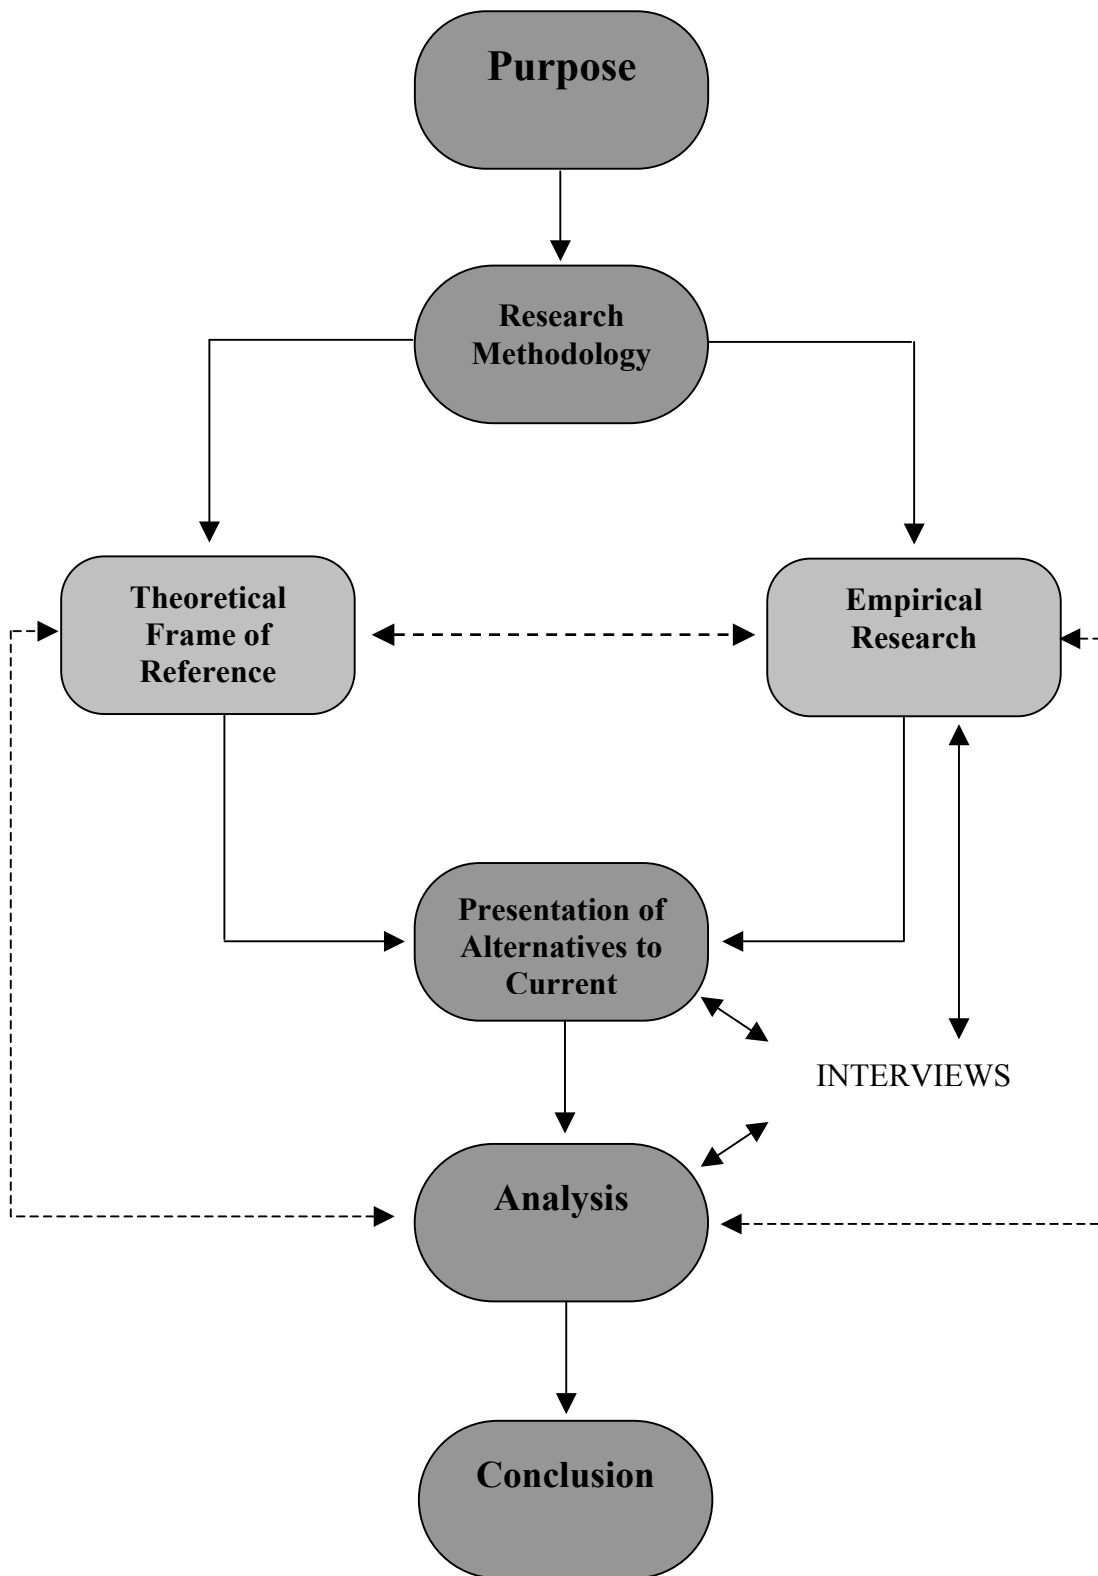 Purpose
Research
Methodology
Theoretical
Frame of
Reference
Empirical
Research
Presentation of
Alternatives to
Current
INTERVIEWS
Analysis
Conclusion